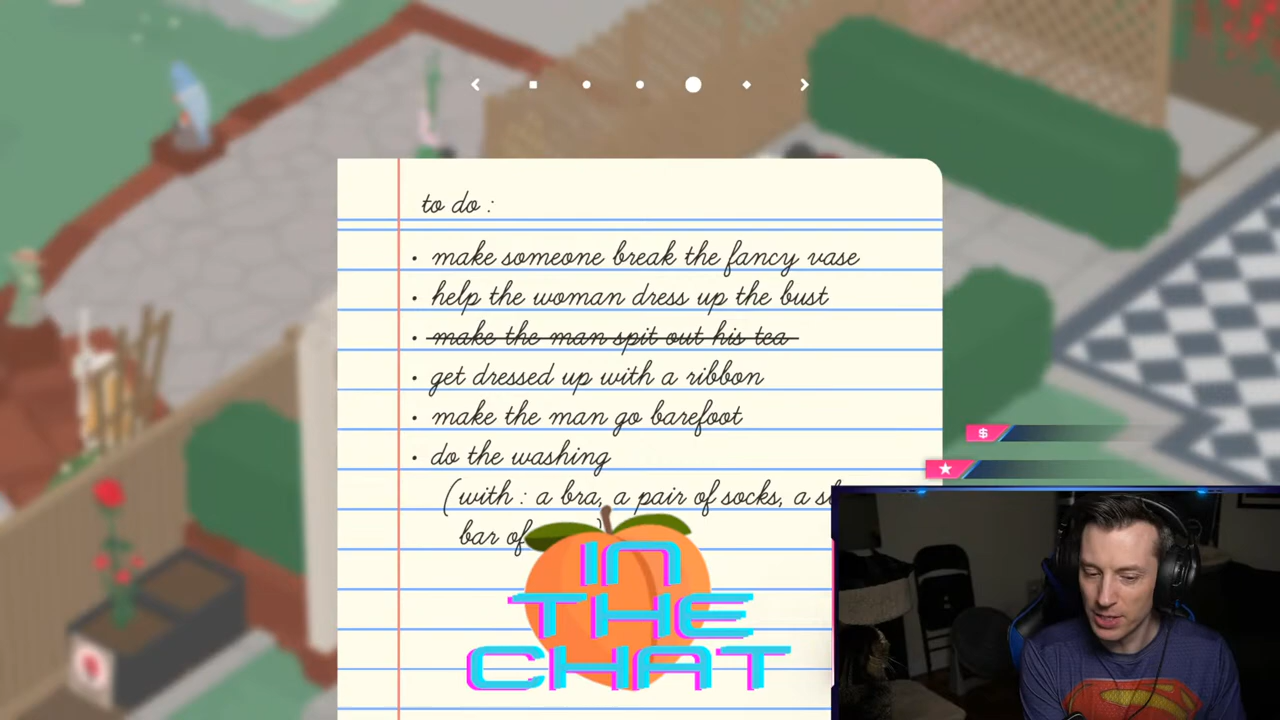 to do :
• make someone break the fancy vase
• help the woman dress up the bust
• make the man spit out his tea
• get dressed up with a ribbon
• make the man go barefoot
• do the washing
(with : a bra, a pair of socks, a
bar of
IN
THE
CHAT
$